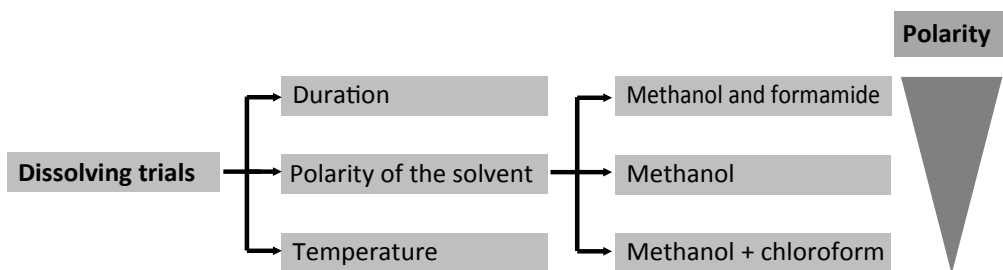 Polarity
Duration
Methanol and formamide
Dissolving trials
Polarity of the solvent
Methanol
Temperature
Methanol + chloroform